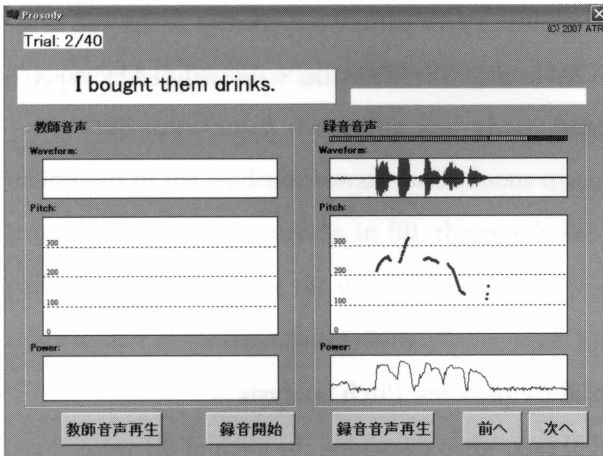 Prosody
(C) 2007 ATR
Trial: 2/40
I bought them drinks.
教師音声
Waveform:
Pitch:
300
200
100
0
Power:
録音音声
Waveform:
Pitch:
300
200
100
0
Power:
教師音声再生
録音開始
録音音声再生
前へ
次へ